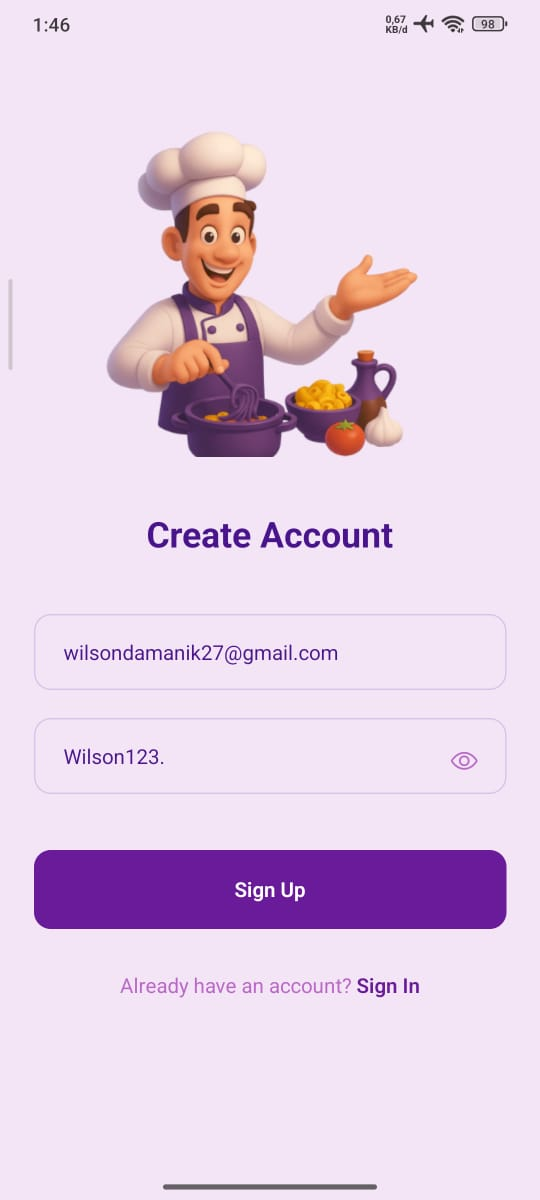 1:46
0,67
KB/d
98
Create Account
wilsondamanik27@gmail.com
Wilson123.
Sign Up
Already have an account? Sign In